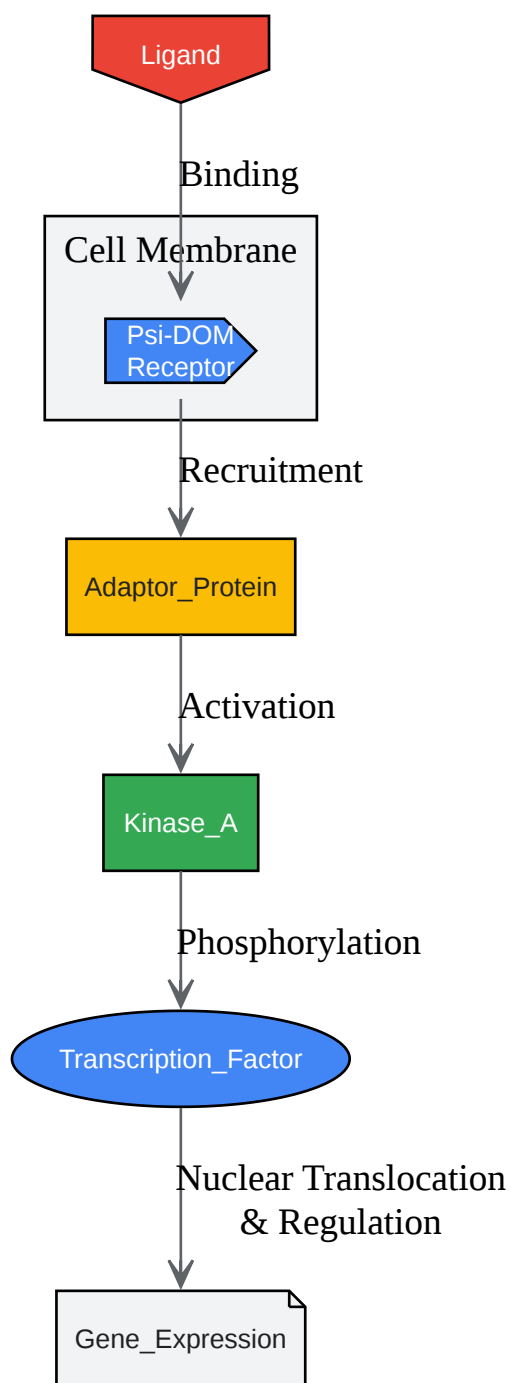 Ligand
Binding
Cell Membrane
Psi-DOM
Receptor
Recruitment
Adaptor_Protein
Activation
Kinase_A
Phosphorylation
Transcription_Factor
Nuclear Translocation
& Regulation
Gene_Expression